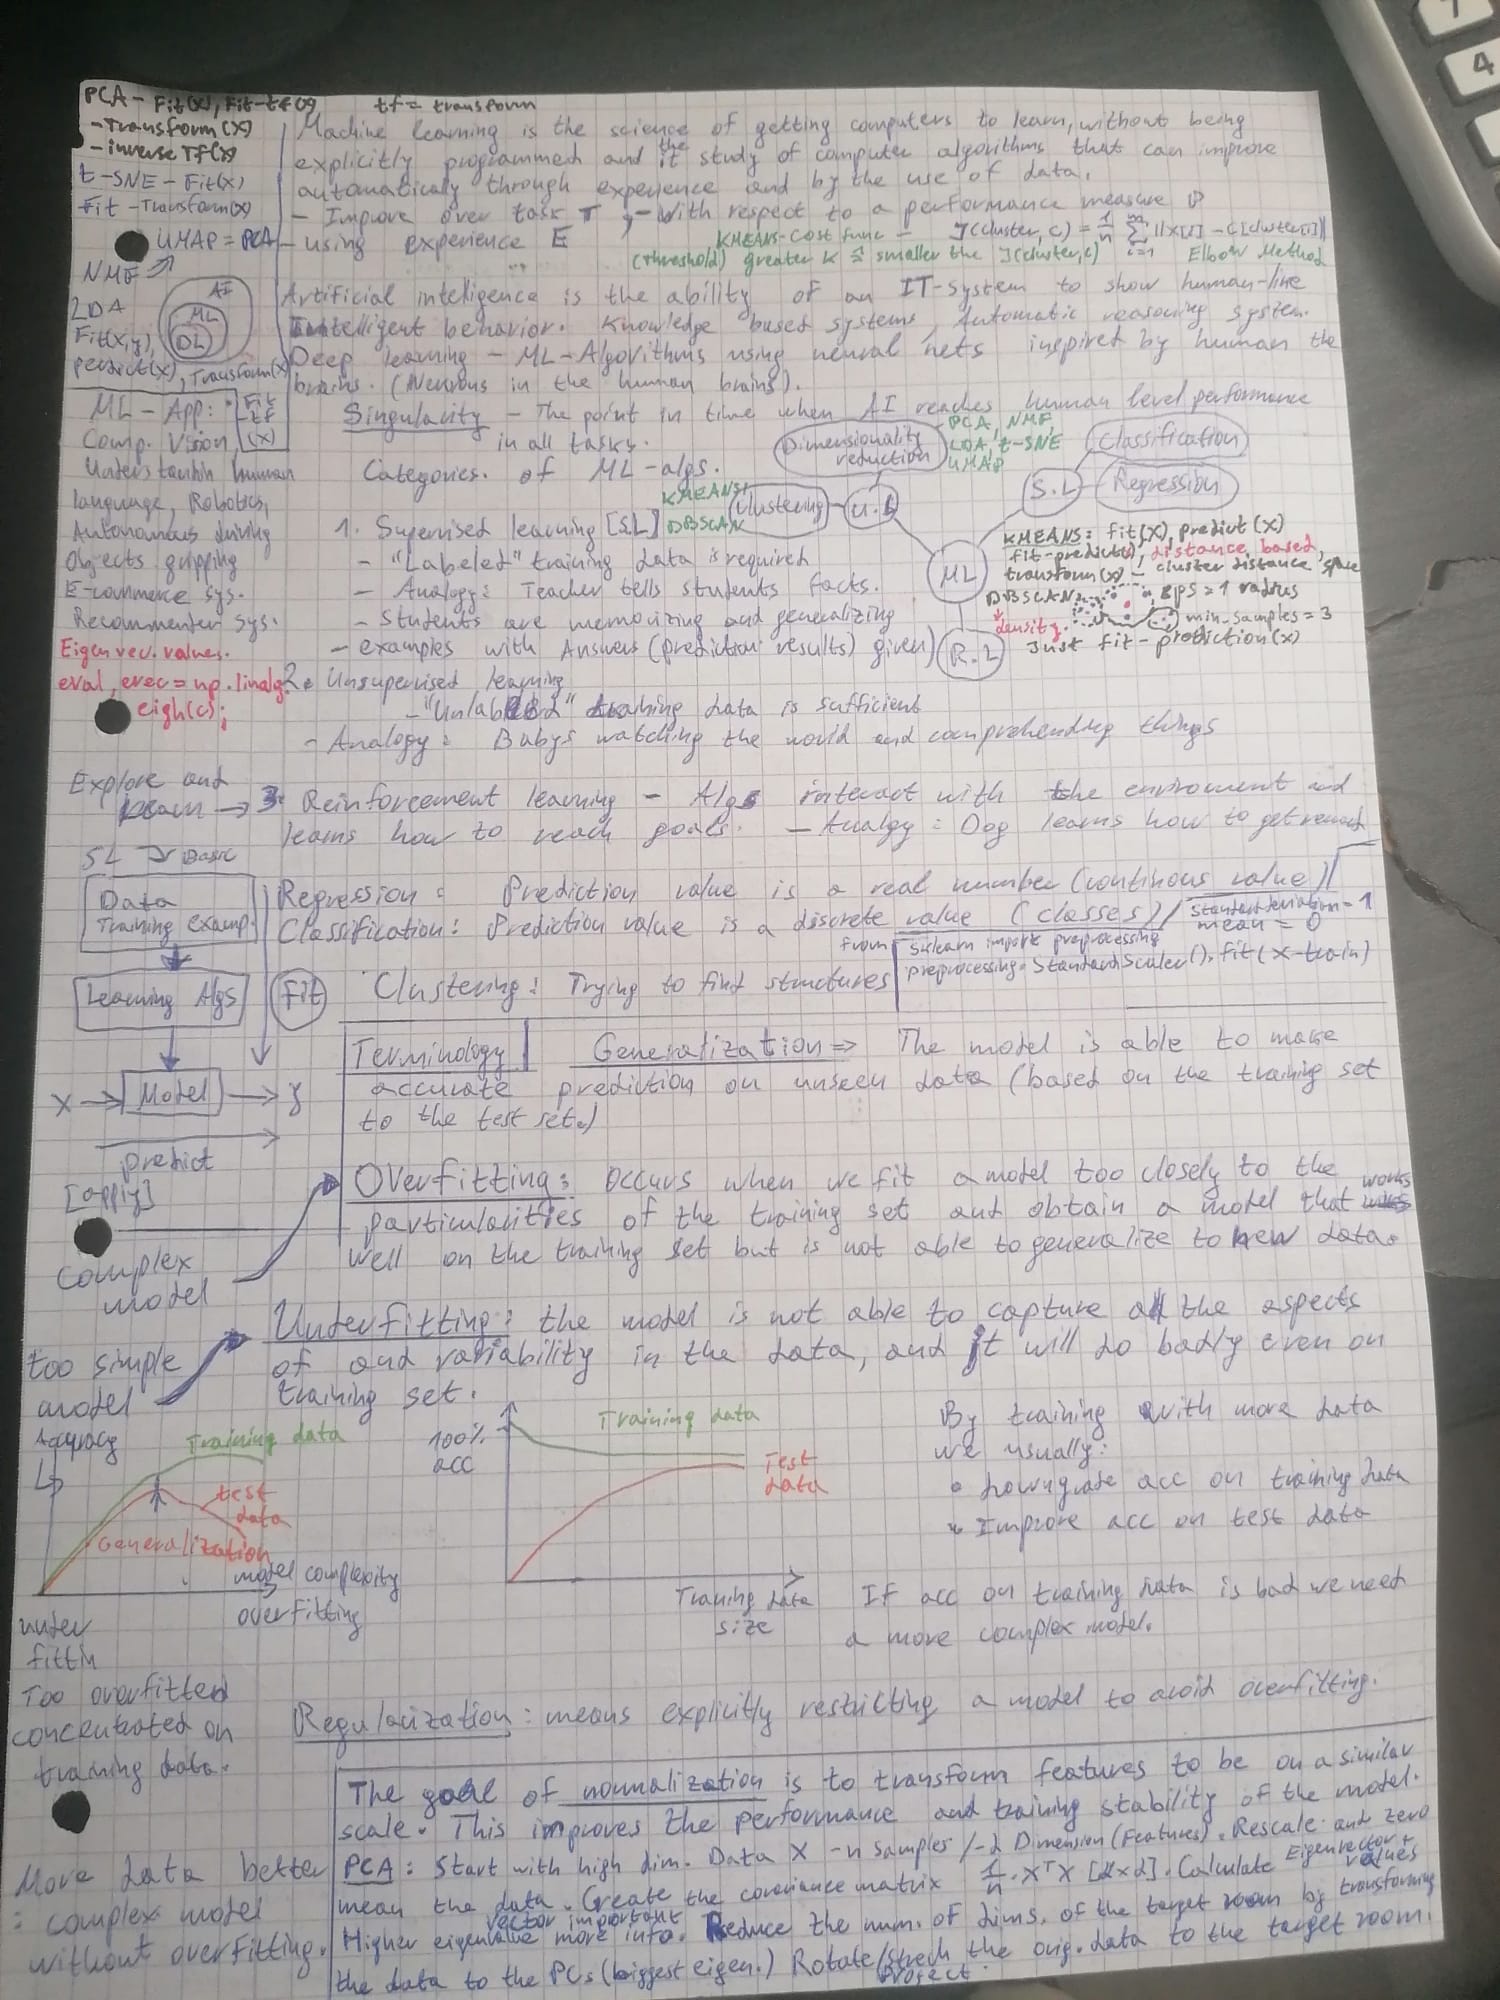 PCA - Fit(x), Fit-tf(x)
tf = transform
- Transform(x)
- inverse Tf(x)
t-SNE - Fit(x)
Fit - Transform(x)
UMAP = PCA
NMF
LDA
Fit(x,y),
predict(x), Transform(x)
AI
ML
DL
ML - App:
Fit
tf
(x)
Comp. Vision
human
language, Robotics,
Autonomous driving
Objects gripping
E-commerce sys.
Recommender Sys.
Eigen vec. values.
eval, evec = np.linalg.
eigh(c);
Machine learning is the science of getting computers to learn, without being
explicitly programmed and it the study of computer algorithms that can improve
automatically through experience and by the use of data.
- Improve over task T , - With respect to a performance measure P
- using experience E
KMEANS-Cost func - J(cluster, c) = 1/n Σ m i=1 ||x[i] - c[cluster[i]]||
(threshold) greater K ≙ smaller the J(cluster,c) Elbow Method
Artificial intelligence is the ability of an IT-system to show human-like
Intelligent behavior. Knowledge based systems, Automatic reasoning system.
Deep learning - ML-Algorithms using neural nets inspired by human the
brains. (Nervous in the human brains).
Singularity - The point in time when AI reaches human level performance
in all tasks.
Categories. of ML-algs.
Dimensionality
reduction
PCA, NMF,
LDA, t-SNE
UMAP
Classification
KMEANS
DBSCAN
Clustering
U.L
S.L
Regression
ML
R.L
1. Supervised learning [SL]
- "Labeled" training data is required
- Analogy: Teacher tells students facts.
- Students are memorizing and generalizing
- examples with Answers (prediction results) given)
KMEANS: fit(x), predict(x)
fit-predict(x), distance based,
transform(x) - cluster distance space
DBSCAN eps = 1 radius
density. min-samples = 3
Just fit-prediction(x)
2. Unsupervised learning
- "Unlabeled" training data is sufficient
- Analogy: Babys watching the world and comprehending things
Explore and
learn → 3. Reinforcement learning - Algs interact with the enviroment and
learns how to reach goals. - Analgy: Dog learns how to get reward
SL Basic
Data
Training examp.
Learning Algs
Fit
X → Model → y
predict
[apply]
Regression: Prediction value is a real number (continous value)
Classification: Prediction value is a discrete value (classes)
standart deviation = 1
mean = 0
from sklearn import preprocessing
preprocessing.StandardScaler().fit(x-train)
Clustering: Trying to find structures
Terminology
Generalization => The model is able to make
accurate prediction on unseen data (based on the training set
to the test set.)
Overfitting: Occurs when we fit a model too closely to the
particularities of the training set and obtain a model that works
well on the training set but is not able to generalize to new data.
complex
model
Underfitting: the model is not able to capture all the aspects
of and variability in the data, and it will do badly even on
training set.
too simple
model
Accuracy
Training data
test
data
Generalization
model complexity
overfitting
under
fittin
100%
acc
Training data
Test
data
Training data
size
By training with more data
we usually:
• Downgrade acc on training data
• Improve acc on test data
If acc on training data is bad we need
a more complex model.
Too overfitted
concentrated on
training data.
Regularization: means explicitly restricting a model to avoid overfitting.
The goal of normalization is to transform features to be on a similar
scale. This improves the performance and training stability of the model.
PCA: Start with high dim. Data X -n samples /-d Dimension (Features). Rescale and zero
mean the data. Create the covariance matrix 1/n · XᵀX [d×d]. Calculate Eigenvector + values
Higher eigenvalue vector important more info. Reduce the num. of dims. of the target room by transforming
the data to the PCs (biggest eigen.) Rotate/Strech the orig. data to the target room.
Project
More data better
: complex model
without overfitting.